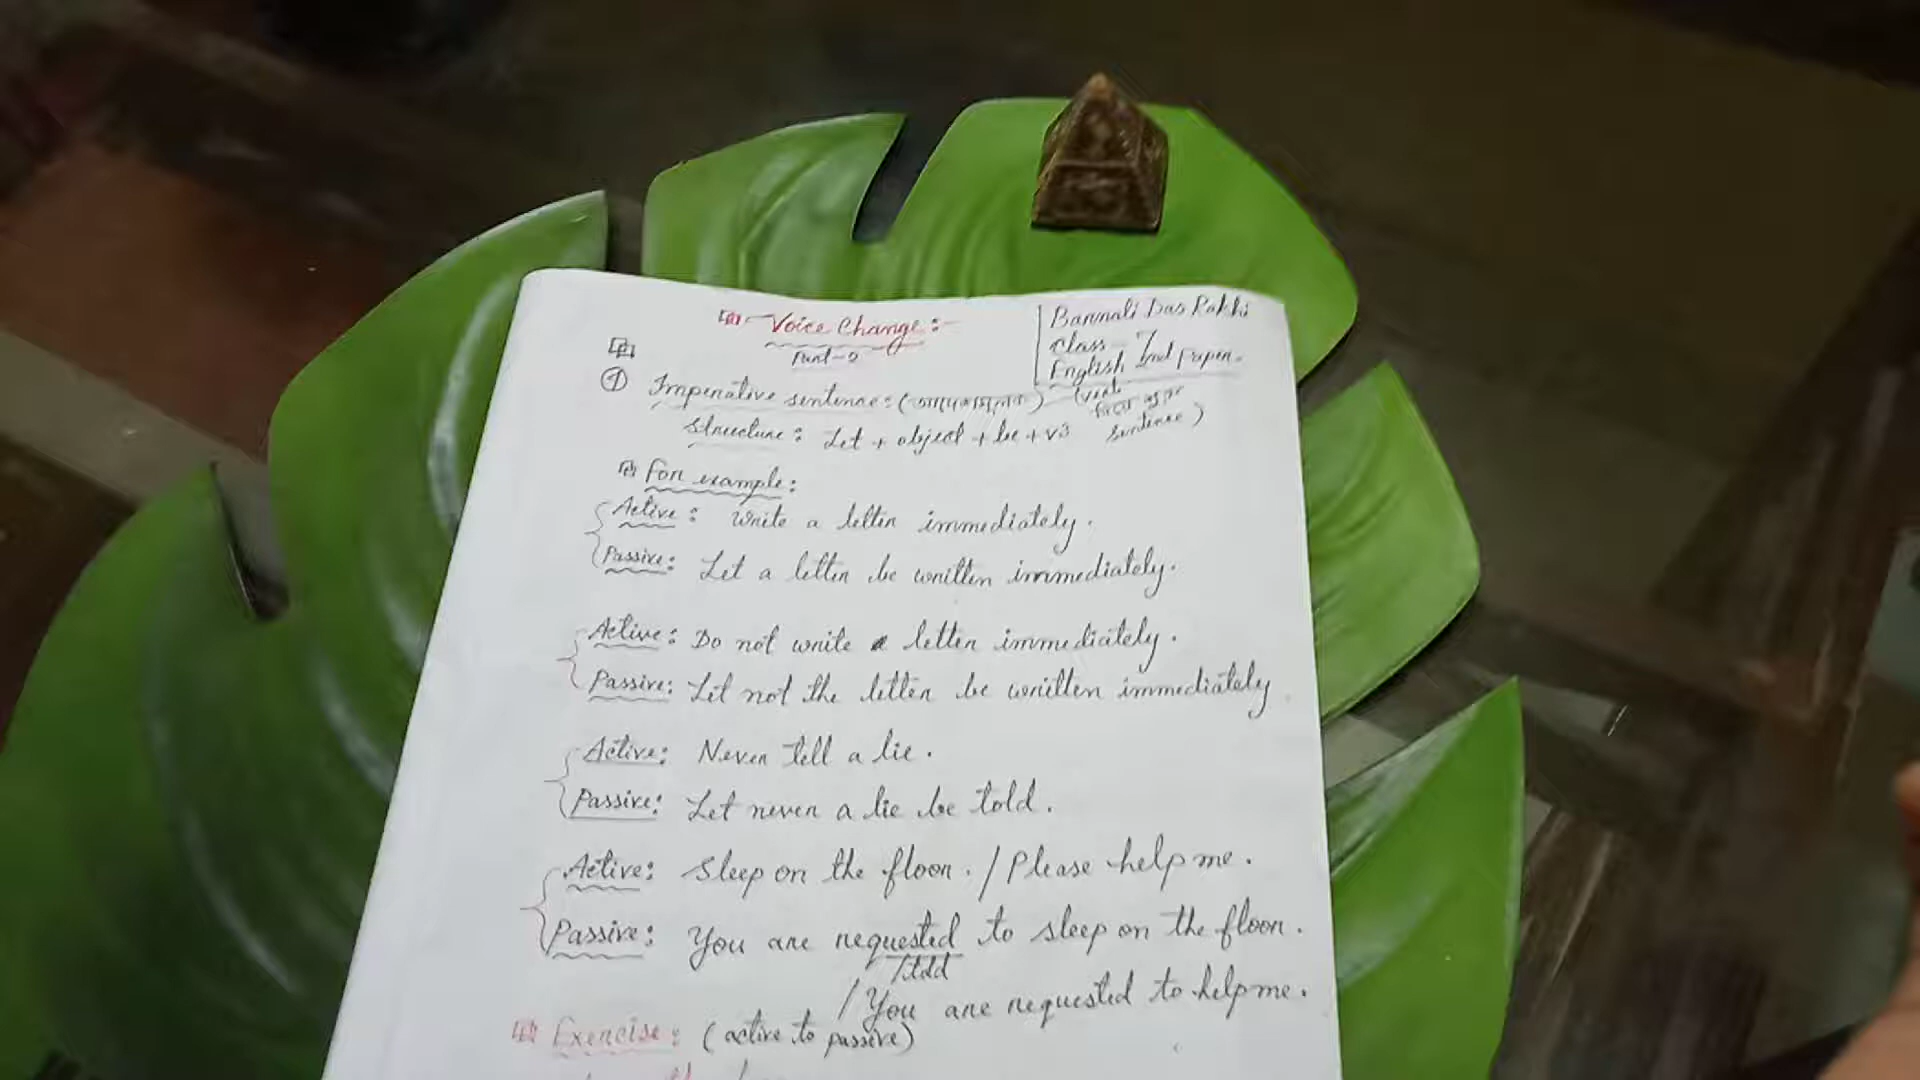 Voice Change:
Part-2
Barnali Das Rakhi
Class - 7
English 2nd Paper.
① Imperative sentence: (verb
sentence)
Structure: Let + object + be + v3
For example:
Active: Write a letter immediately.
Passive: Let a letter be written immediately.
Active: Do not write a letter immediately.
Passive: Let not the letter be written immediately
Active: Never tell a lie.
Passive: Let never a lie be told.
Active: Sleep on the floor. / Please help me.
Passive: You are requested to sleep on the floor.
/told
/ You are requested to help me.
Exercise: (active to passive)